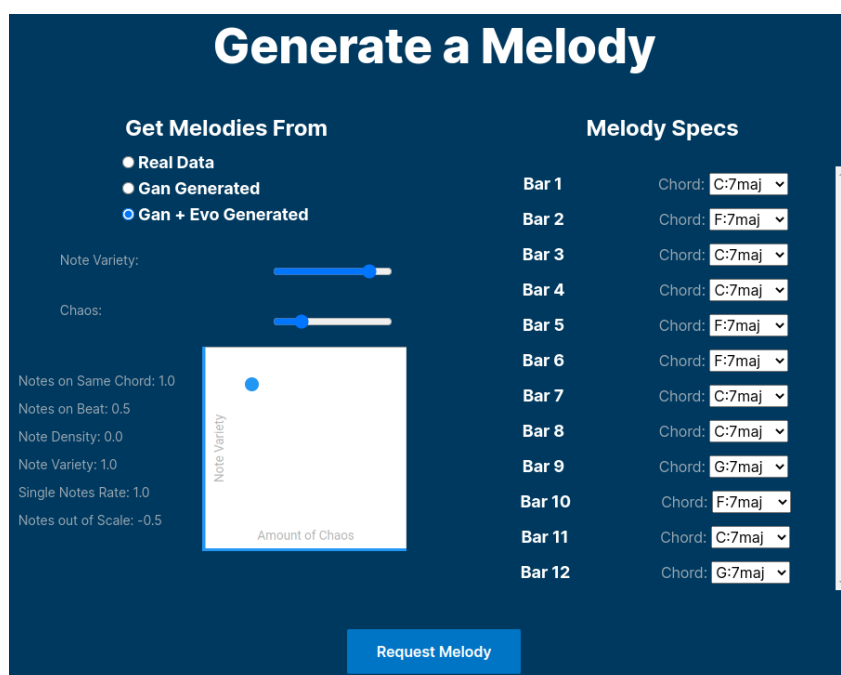 Generate a Melody
Get Melodies From
Real Data
Gan Generated
Gan + Evo Generated
Note Variety:
Chaos:
Notes on Same Chord: 1.0
Notes on Beat: 0.5
Note Density: 0.0
Note Variety: 1.0
Single Notes Rate: 1.0
Notes out of Scale: -0.5
Note Variety
Amount of Chaos
Melody Specs
Bar 1 Chord: C:7maj
Bar 2 Chord: F:7maj
Bar 3 Chord: C:7maj
Bar 4 Chord: C:7maj
Bar 5 Chord: F:7maj
Bar 6 Chord: F:7maj
Bar 7 Chord: C:7maj
Bar 8 Chord: C:7maj
Bar 9 Chord: G:7maj
Bar 10 Chord: F:7maj
Bar 11 Chord: C:7maj
Bar 12 Chord: G:7maj
Request Melody